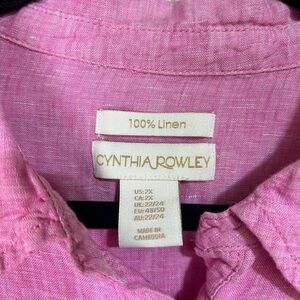 100% Linen
CYNTHIA ROWLEY
US: 2X
CA: 2X
UK: 22/24
EU: 48/50
AU: 22/24
MADE IN
CAMBODIA